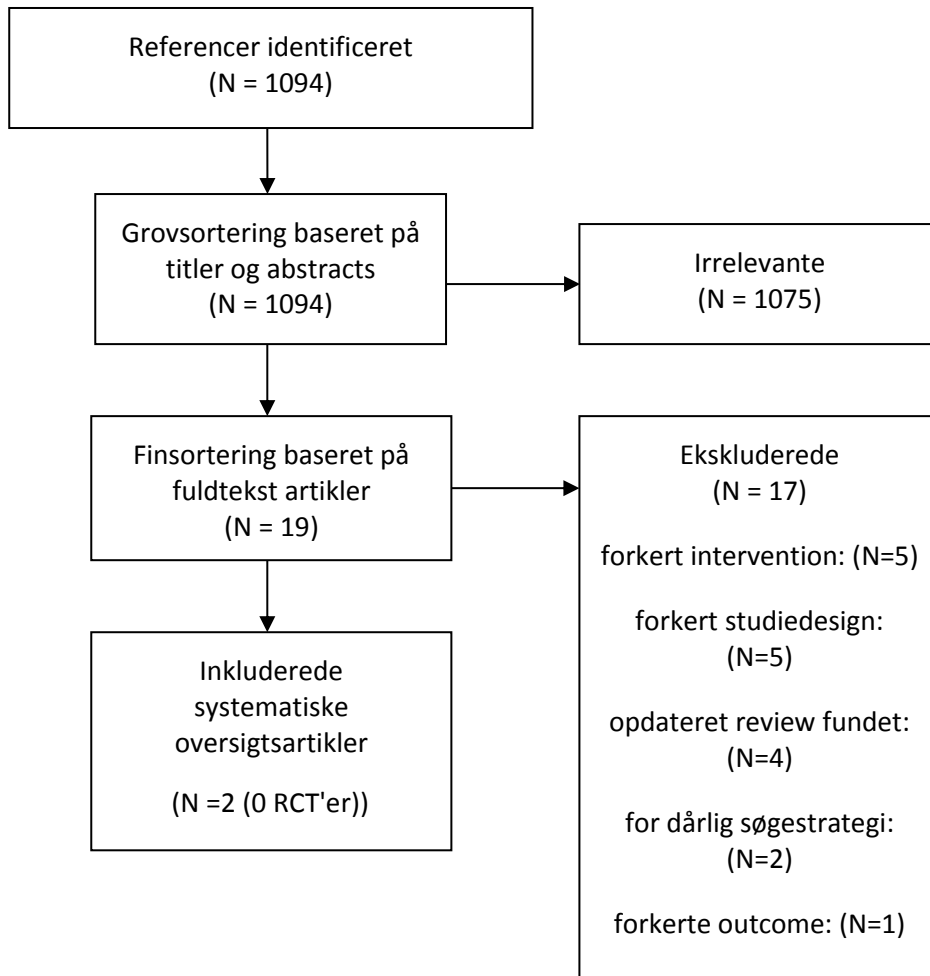 Referencer identificeret
(N = 1094)
Grovsortering baseret på
titler og abstracts
(N = 1094)
Irrelevante
(N = 1075)
Finsortering baseret på
fuldtekst artikler
(N = 19)
Ekskluderede
(N = 17)
forkert intervention: (N=5)
forkert studiedesign:
(N=5)
opdateret review fundet:
(N=4)
for dårlig søgestrategi:
(N=2)
forkerte outcome: (N=1)
Inkluderede
systematiske
oversigtsartikler
(N =2 (0 RCT'er))